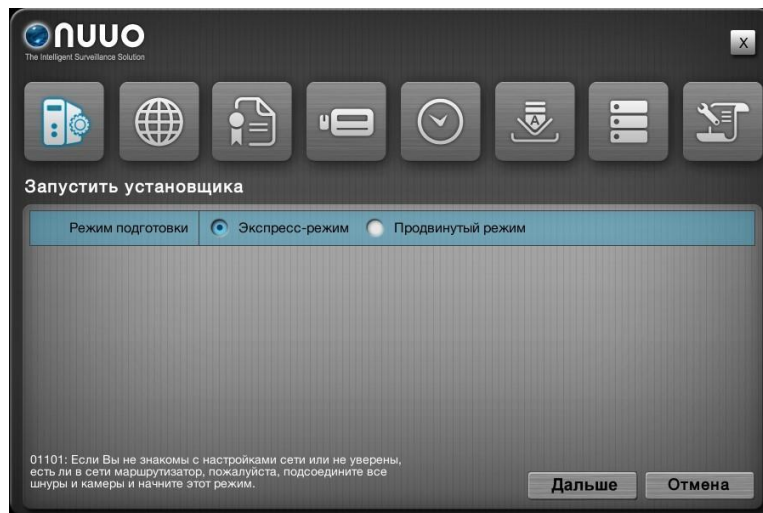 NUUO
The Intelligent Surveillance Solution
X
A
Запустить установщика
Режим подготовки Экспресс-режим Продвинутый режим
01101: Если Вы не знакомы с настройками сети или не уверены,
есть ли в сети маршрутизатор, пожалуйста, подсоедините все
шнуры и камеры и начните этот режим.
Дальше Отмена